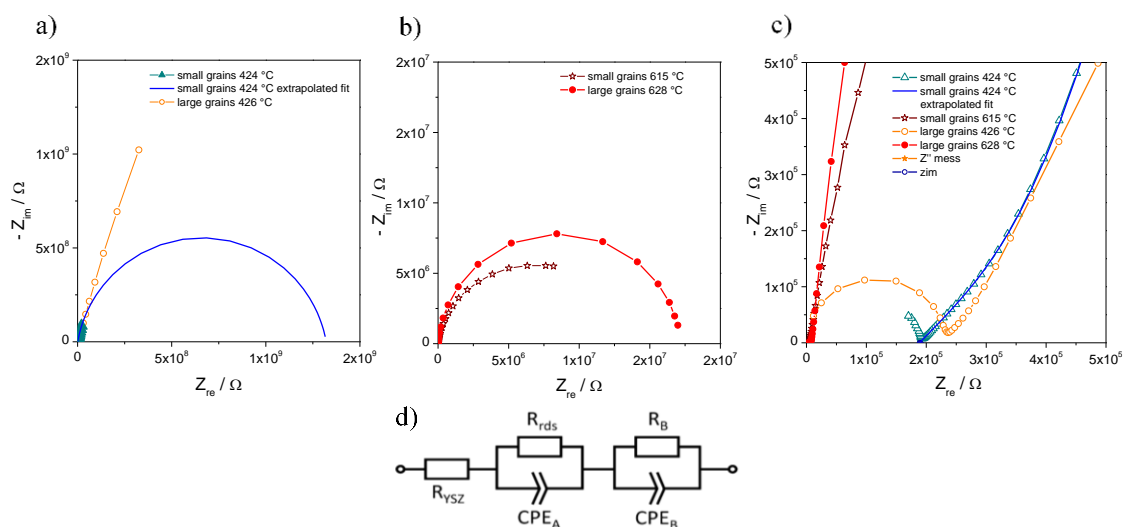 a)
2x10⁹
1x10⁹
5x10⁸
0
0
5x10⁸
1x10⁹
2x10⁹
- Z_im / Ω
Z_re / Ω
small grains 424 °C
small grains 424 °C extrapolated fit
large grains 426 °C
b)
2x10⁷
2x10⁷
1x10⁷
5x10⁶
0
5x10⁶
1x10⁷
2x10⁷
2x10⁷
- Z_im / Ω
Z_re / Ω
small grains 615 °C
large grains 628 °C
c)
5x10⁵
4x10⁵
3x10⁵
2x10⁵
1x10⁵
0
0
1x10⁵
2x10⁵
3x10⁵
4x10⁵
5x10⁵
- Z_im / Ω
Z_re / Ω
small grains 424 °C
small grains 424 °C
extrapolated fit
small grains 615 °C
large grains 426 °C
large grains 628 °C
Z'' mess
zim
d)
R_YSZ
R_rds
CPE_A
R_B
CPE_B